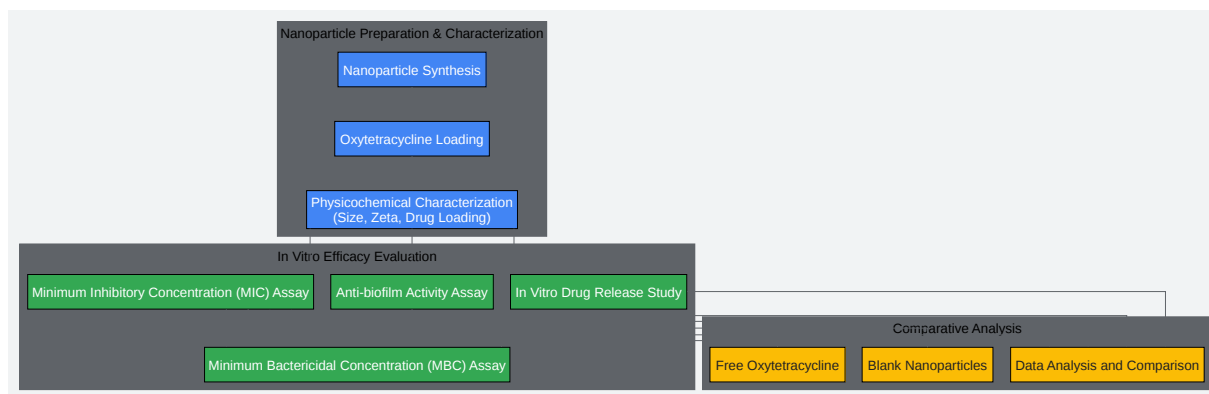 Nanoparticle Preparation & Characterization
Nanoparticle Synthesis
Oxytetracycline Loading
Physicochemical Characterization
(Size, Zeta, Drug Loading)
In Vitro Efficacy Evaluation
Minimum Inhibitory Concentration (MIC) Assay
Anti-biofilm Activity Assay
In Vitro Drug Release Study
Minimum Bactericidal Concentration (MBC) Assay
Comparative Analysis
Free Oxytetracycline
Blank Nanoparticles
Data Analysis and Comparison